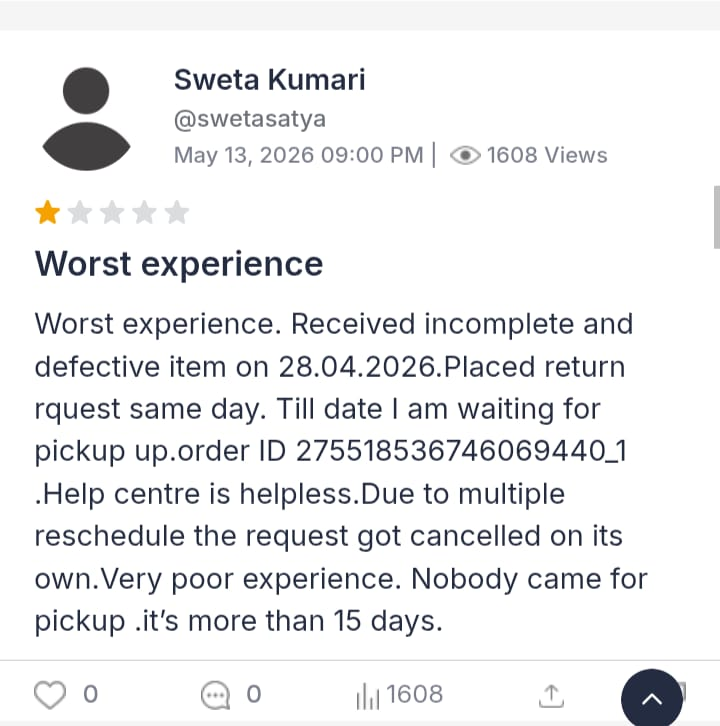 Sweta Kumari
@swetasatya
May 13, 2026 09:00 PM | 1608 Views
Worst experience
Worst experience. Received incomplete and
defective item on 28.04.2026.Placed return
rquest same day. Till date I am waiting for
pickup up.order ID 275518536746069440_1
.Help centre is helpless.Due to multiple
reschedule the request got cancelled on its
own.Very poor experience. Nobody came for
pickup .it's more than 15 days.
0 0 1608